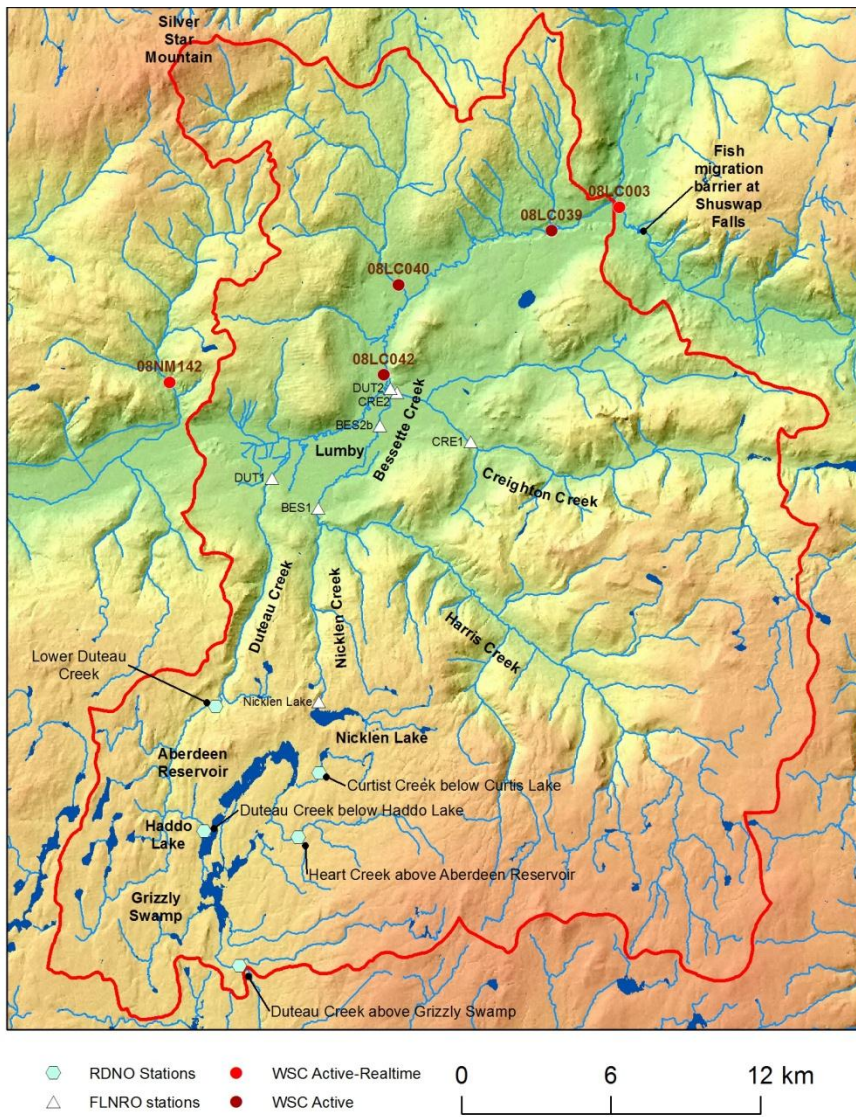 Silver
Star
Mountain
Fish
migration
barrier at
Shuswap
Falls
08LC003
08LC039
08LC040
08LC042
08NM142
DUT2
CRE2
BES2b
Bessette Creek
Lumby
CRE1
DUT1
Creighton Creek
BES1
Duteau Creek
Nicklen Creek
Harris Creek
Lower Duteau
Creek
Nicklen Lake
Nicklen Lake
Aberdeen
Reservoir
Curtist Creek below Curtis Lake
Duteau Creek below Haddo Lake
Haddo
Lake
Heart Creek above Aberdeen Reservoir
Grizzly
Swamp
Duteau Creek above Grizzly Swamp
RDNO Stations
WSC Active-Realtime
0 6 12 km
FLNRO stations
WSC Active